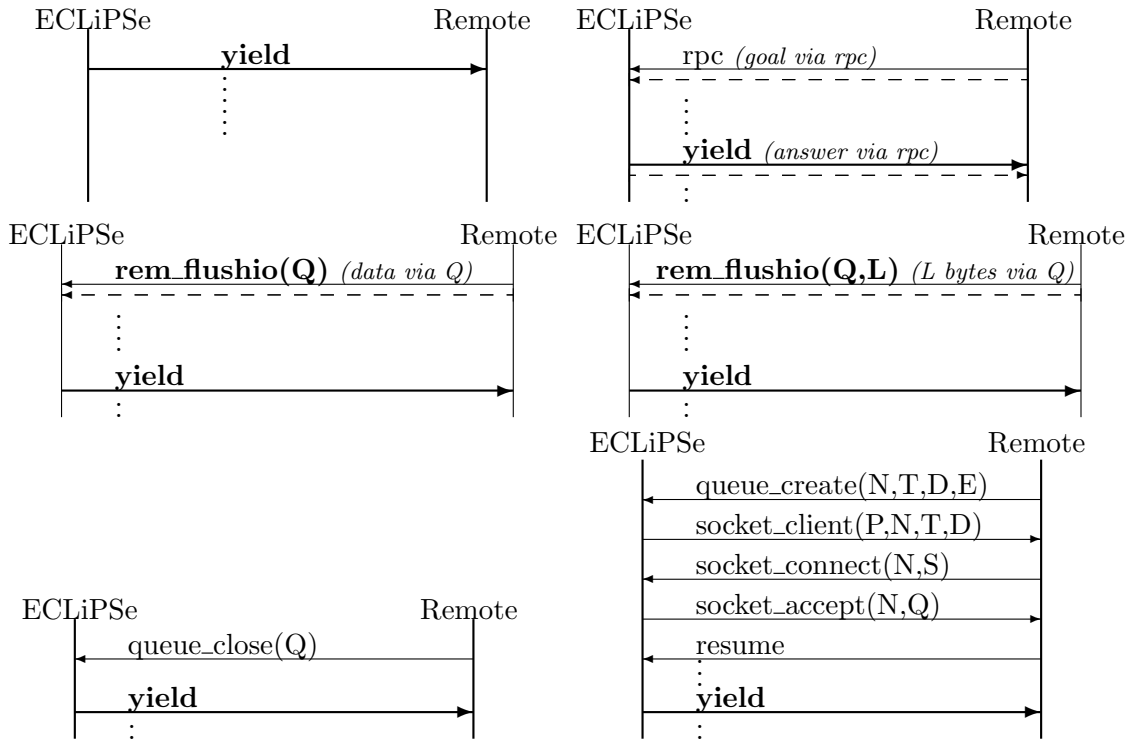 ECLiPSe Remote
yield
ECLiPSe Remote
rpc (goal via rpc)
yield (answer via rpc)
ECLiPSe Remote
rem_flushio(Q) (data via Q)
yield
ECLiPSe Remote
rem_flushio(Q,L) (L bytes via Q)
yield
ECLiPSe Remote
queue_close(Q)
yield
ECLiPSe Remote
queue_create(N,T,D,E)
socket_client(P,N,T,D)
socket_connect(N,S)
socket_accept(N,Q)
resume
yield